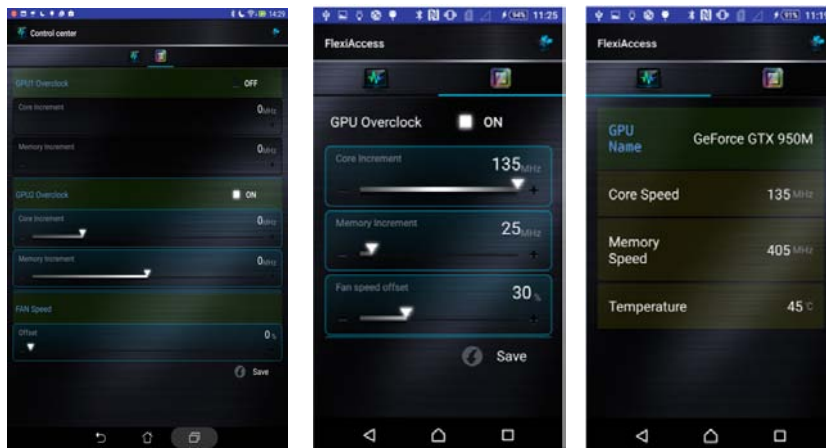 14:29
Control center
GPU1 Overclock OFF
Core Increment 0MHz
- +
Memory Increment 0MHz
- +
GPU2 Overclock ON
Core Increment 0MHz
- +
Memory Increment 0MHz
- +
FAN Speed
Offset 0 %
- +
Save
94% 11:25
FlexiAccess
GPU Overclock ON
Core Increment 135MHz
- +
Memory Increment 25MHz
- +
Fan speed offset 30 %
- +
Save
91% 11:19
FlexiAccess
GPU
Name GeForce GTX 950M
Core Speed 135 MHz
Memory
Speed 405 MHz
Temperature 45 °C